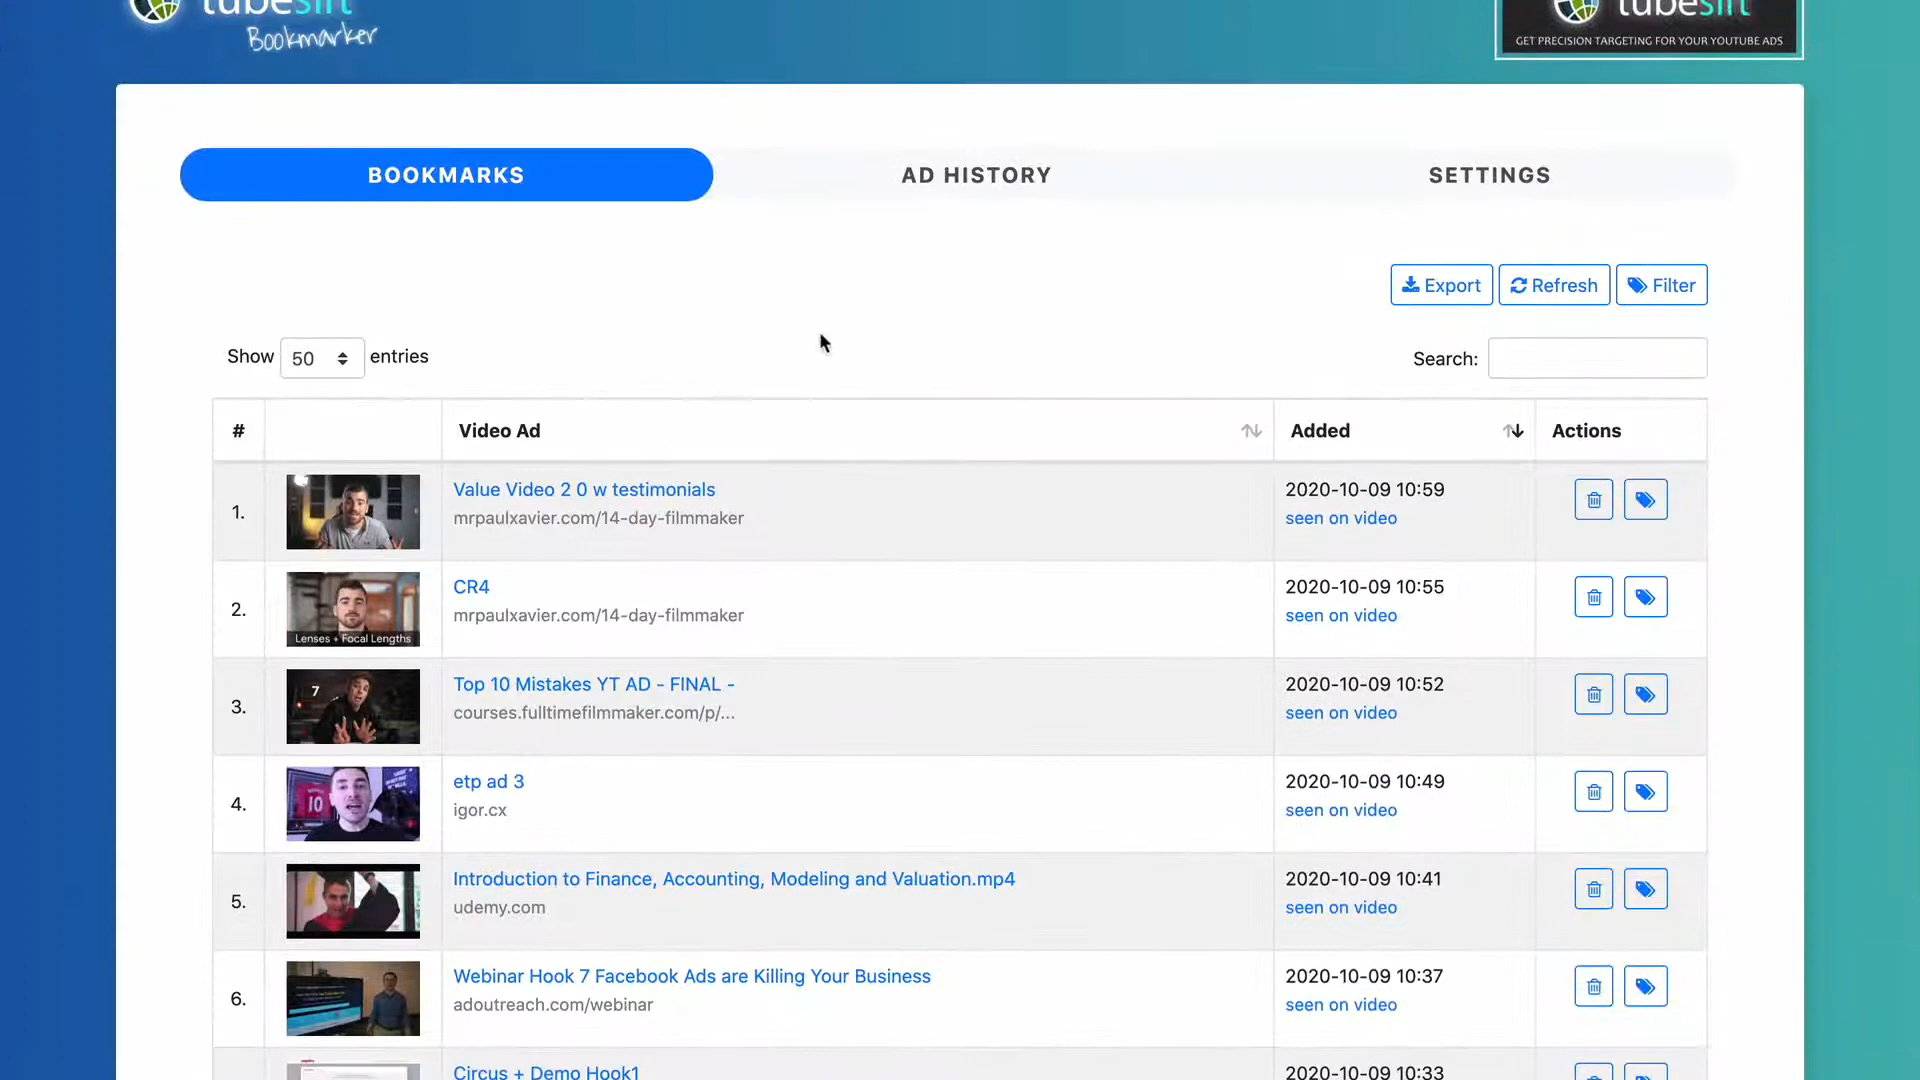 tubesift
Bookmarker
tubesift
GET PRECISION TARGETING FOR YOUR YOUTUBE ADS
BOOKMARKS
AD HISTORY
SETTINGS
Export
Refresh
Filter
Show 50 entries
Search:
# Video Ad Added Actions
1. Value Video 2 0 w testimonials 2020-10-09 10:59
mrpaulxavier.com/14-day-filmmaker seen on video
2. CR4 2020-10-09 10:55
mrpaulxavier.com/14-day-filmmaker seen on video
Lenses + Focal Lengths
3. Top 10 Mistakes YT AD - FINAL - 2020-10-09 10:52
7
courses.fulltimefilmmaker.com/p/... seen on video
4. etp ad 3 2020-10-09 10:49
10
igor.cx seen on video
5. Introduction to Finance, Accounting, Modeling and Valuation.mp4 2020-10-09 10:41
udemy.com seen on video
6. Webinar Hook 7 Facebook Ads are Killing Your Business 2020-10-09 10:37
adoutreach.com/webinar seen on video
Circus + Demo Hook1 2020-10-09 10:33